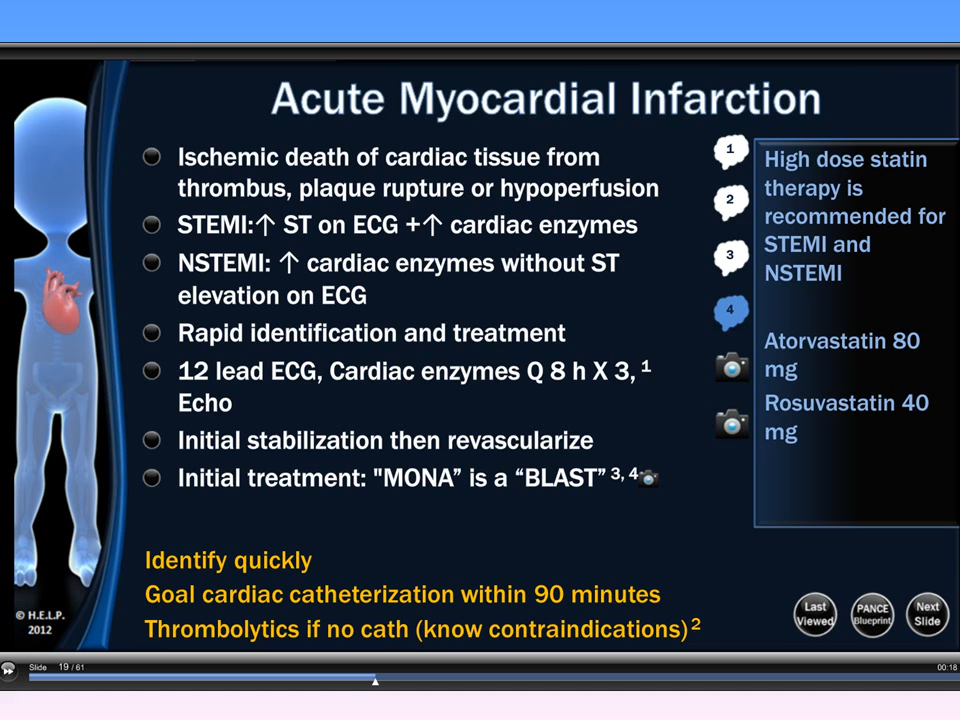 Acute Myocardial Infarction
Ischemic death of cardiac tissue from
thrombus, plaque rupture or hypoperfusion
STEMI:↑ ST on ECG +↑ cardiac enzymes
NSTEMI: ↑ cardiac enzymes without ST
elevation on ECG
Rapid identification and treatment
12 lead ECG, Cardiac enzymes Q 8 h X 3, 1
Echo
Initial stabilization then revascularize
Initial treatment: "MONA” is a “BLAST” 3, 4
Identify quickly
Goal cardiac catheterization within 90 minutes
Thrombolytics if no cath (know contraindications) 2
1
2
3
4
High dose statin
therapy is
recommended for
STEMI and
NSTEMI
Atorvastatin 80
mg
Rosuvastatin 40
mg
© H.E.L.P.
2012
Last
Viewed
PANCE
Blueprint
Next
Slide
Slide 19 / 61
00:18